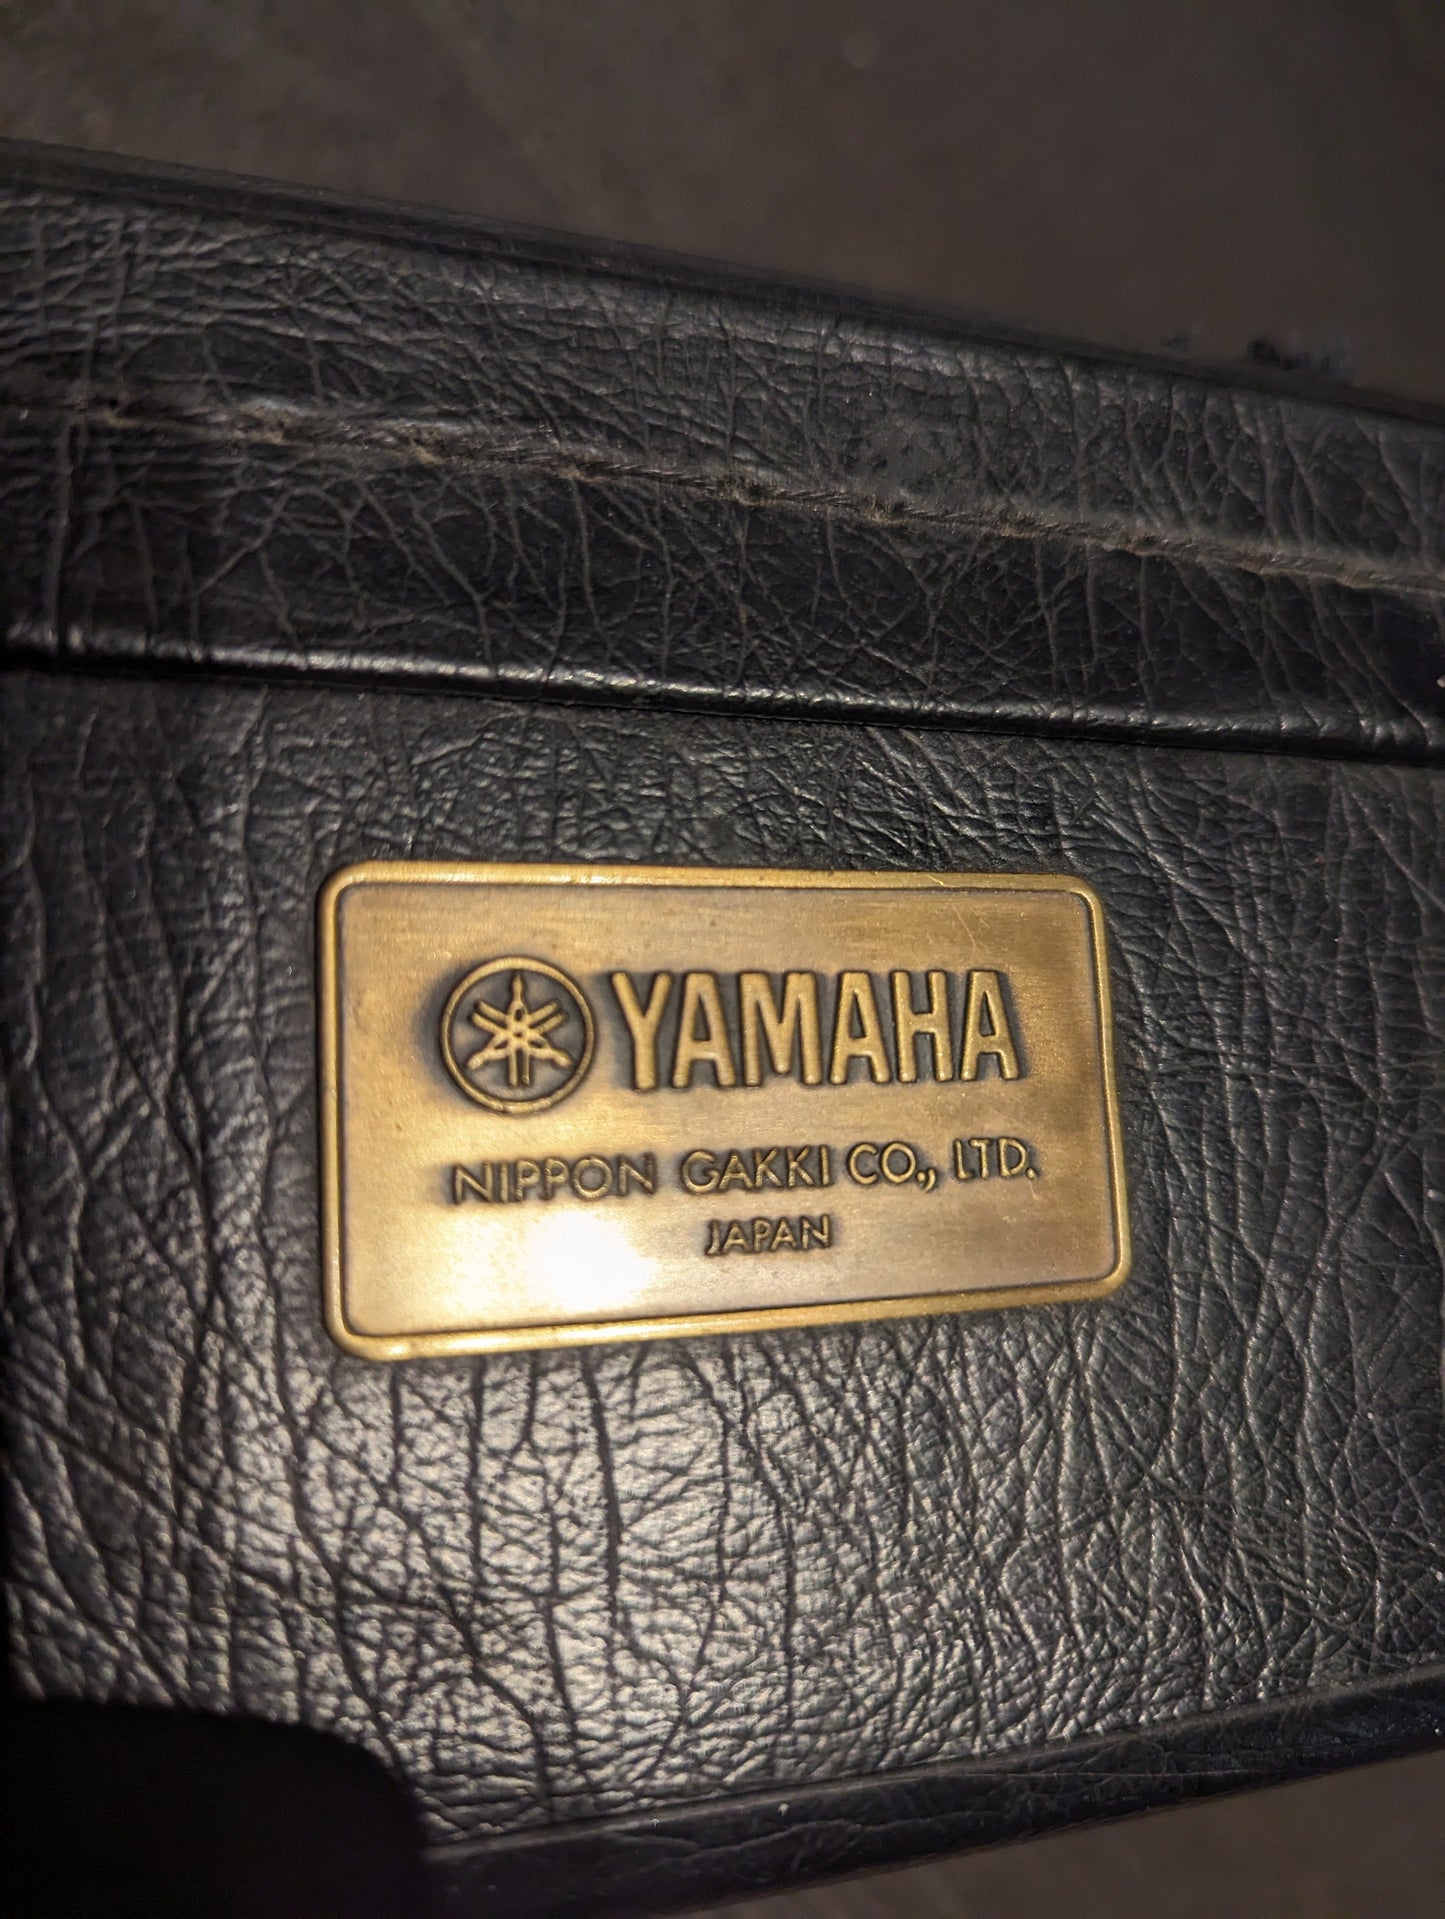 YAMAHA
NIPPON GAKKI CO., LTD.
JAPAN